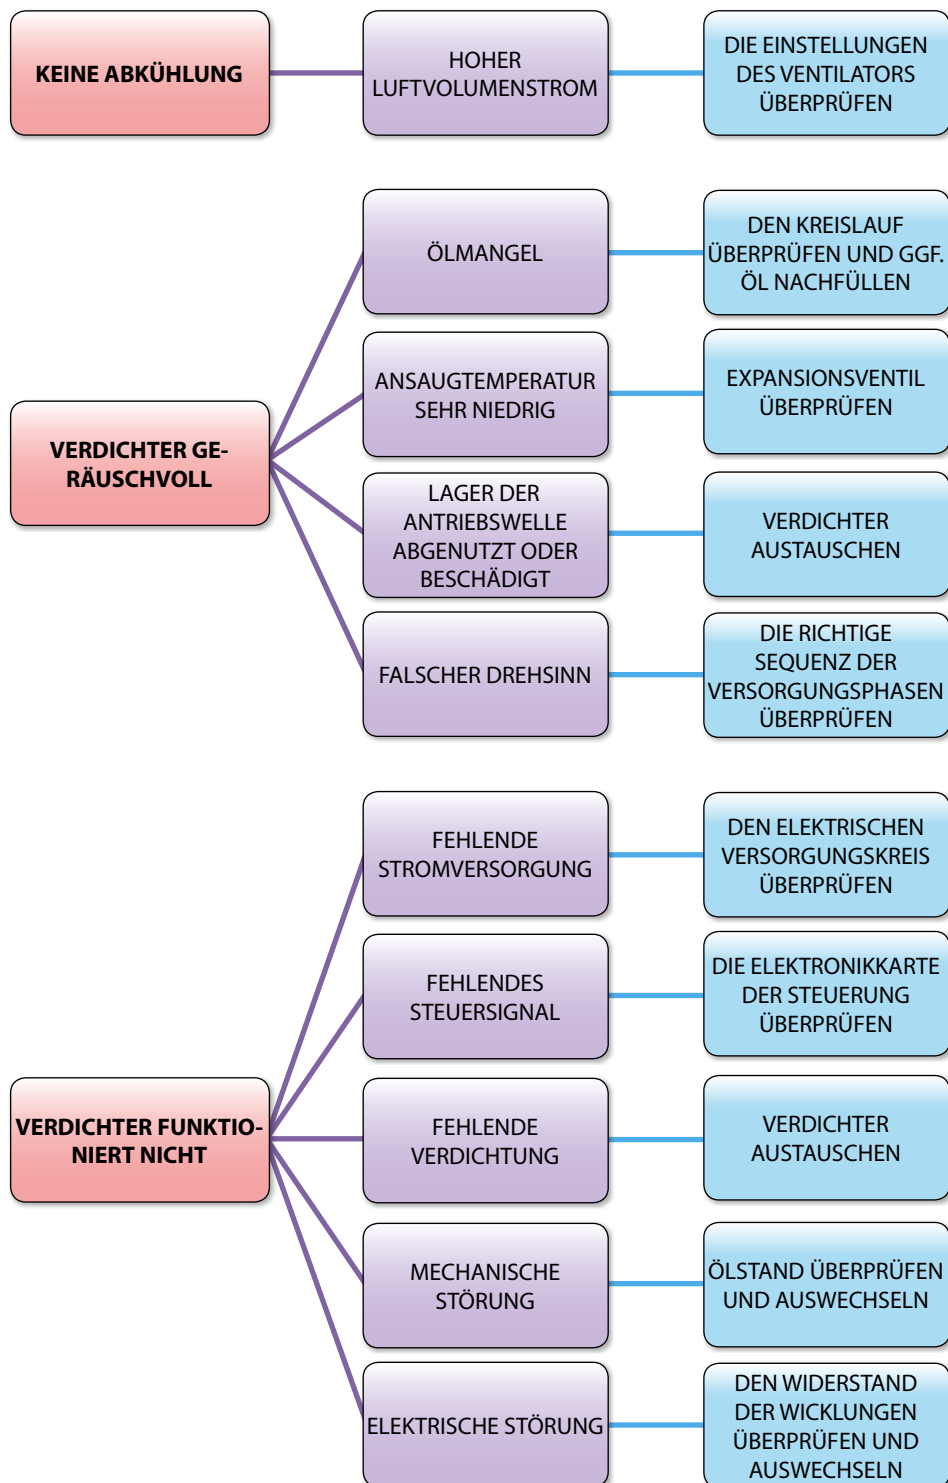 KEINE ABKÜHLUNG
HOHER
LUFTVOLUMENSTROM
DIE EINSTELLUNGEN
DES VENTILATORS
ÜBERPRÜFEN
VERDICHTER GE-
RÄUSCHVOLL
ÖLMANGEL
DEN KREISLAUF
ÜBERPRÜFEN UND GGF.
ÖL NACHFÜLLEN
ANSAUGTEMPERATUR
SEHR NIEDRIG
EXPANSIONSVENTIL
ÜBERPRÜFEN
LAGER DER
ANTRIEBSWELLE
ABGENUTZT ODER
BESCHÄDIGT
VERDICHTER
AUSTAUSCHEN
FALSCHER DREHSINN
DIE RICHTIGE
SEQUENZ DER
VERSORGUNGSPHASEN
ÜBERPRÜFEN
VERDICHTER FUNKTIO-
NIERT NICHT
FEHLENDE
STROMVERSORGUNG
DEN ELEKTRISCHEN
VERSORGUNGSKREIS
ÜBERPRÜFEN
FEHLENDES
STEUERSIGNAL
DIE ELEKTRONIKKARTE
DER STEUERUNG
ÜBERPRÜFEN
FEHLENDE
VERDICHTUNG
VERDICHTER
AUSTAUSCHEN
MECHANISCHE
STÖRUNG
ÖLSTAND ÜBERPRÜFEN
UND AUSWECHSELN
ELEKTRISCHE STÖRUNG
DEN WIDERSTAND
DER WICKLUNGEN
ÜBERPRÜFEN UND
AUSWECHSELN